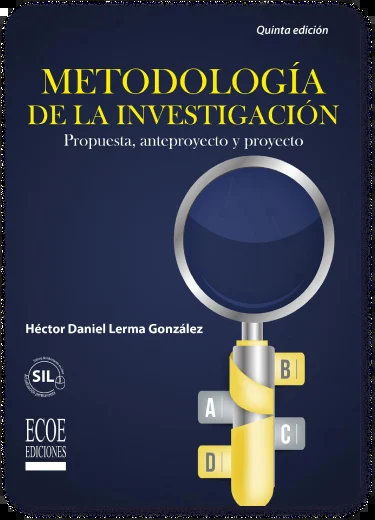 Quinta edición
METODOLOGÍA
DE LA INVESTIGACIÓN
Propuesta, anteproyecto y proyecto
Héctor Daniel Lerma González
B
A
C
D
SIL
ECOE
EDICIONES